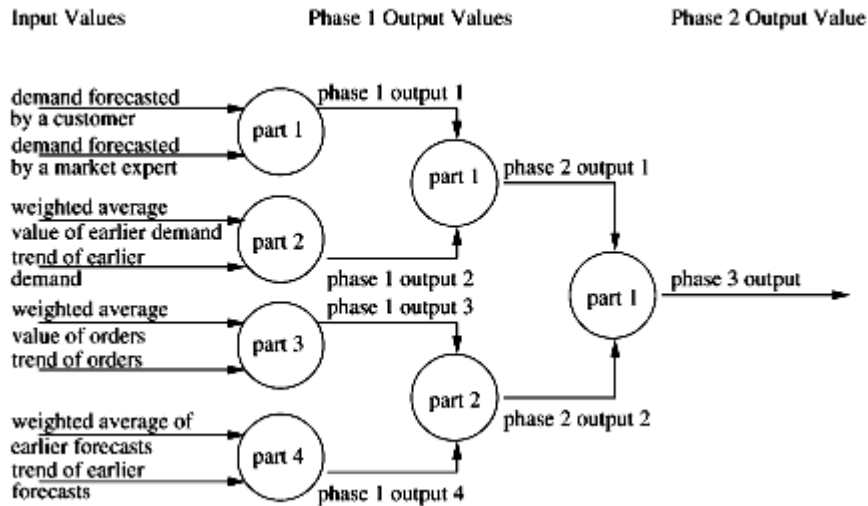 Input Values
Phase 1 Output Values
Phase 2 Output Value
demand forecasted
by a customer
demand forecasted
by a market expert
part 1
phase 1 output 1
weighted average
value of earlier demand
trend of earlier
demand
part 2
phase 1 output 2
part 1
phase 2 output 1
weighted average
value of orders
trend of orders
part 3
phase 1 output 3
weighted average of
earlier forecasts
trend of earlier
forecasts
part 4
phase 1 output 4
part 2
phase 2 output 2
part 1
phase 3 output